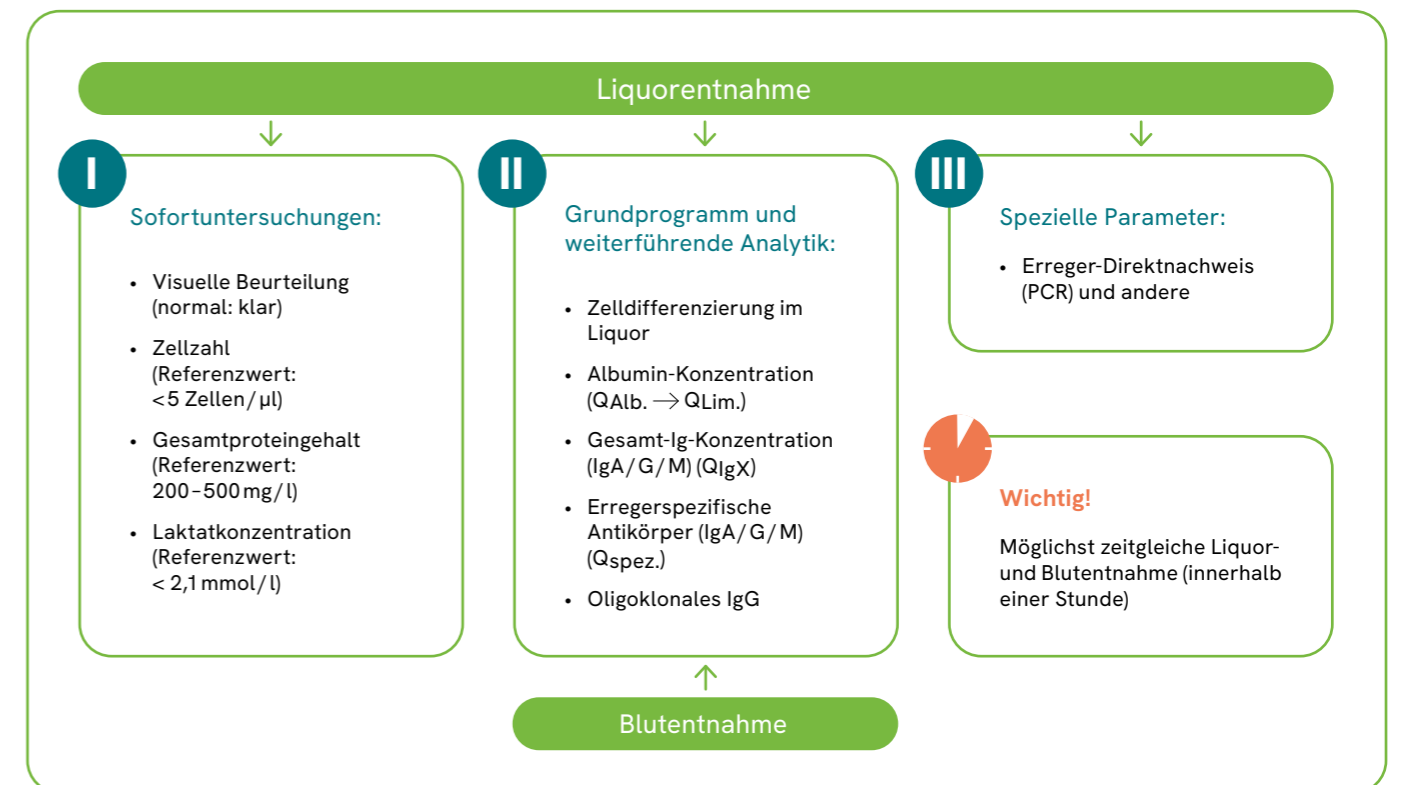 Liquorentnahme
I
Sofortuntersuchungen:
• Visuelle Beurteilung
(normal: klar)
• Zellzahl
(Referenzwert:
<5 Zellen/µl)
• Gesamtproteingehalt
(Referenzwert:
200–500mg/l)
• Laktatkonzentration
(Referenzwert:
< 2,1 mmol/l)
II
Grundprogramm und
weiterführende Analytik:
• Zelldifferenzierung im
Liquor
• Albumin-Konzentration
(QAlb. → QLim.)
• Gesamt-Ig-Konzentration
(IgA/G/M) (QIgX)
• Erregerspezifische
Antikörper (IgA/G/M)
(Qspez.)
• Oligoklonales IgG
III
Spezielle Parameter:
• Erreger-Direktnachweis
(PCR) und andere
Wichtig!
Möglichst zeitgleiche Liquor-
und Blutentnahme (innerhalb
einer Stunde)
Blutentnahme